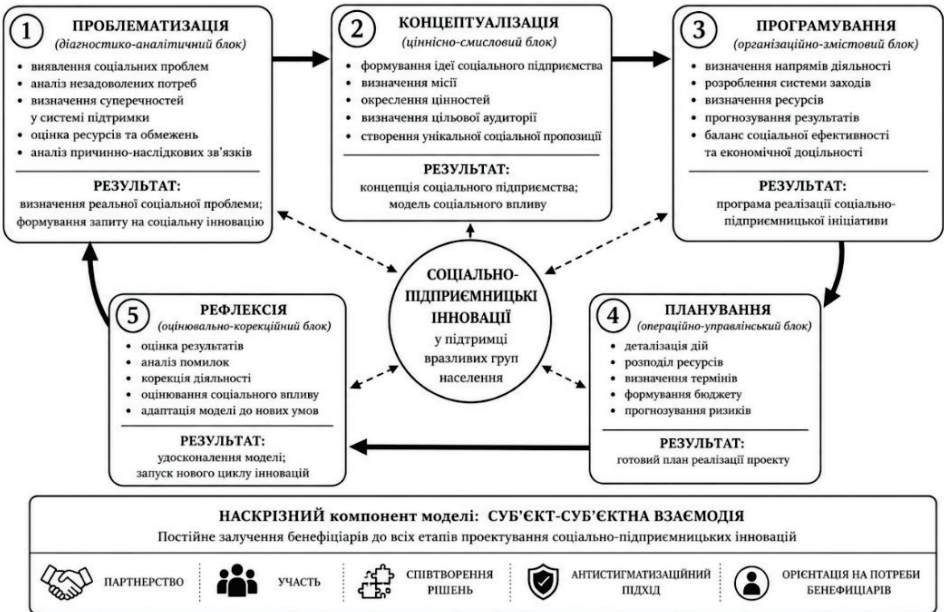 1
ПРОБЛЕМАТИЗАЦІЯ
(діагностико-аналітичний блок)
• виявлення соціальних проблем
• аналіз незадоволених потреб
• визначення суперечностей
у системі підтримки
• оцінка ресурсів та обмежень
• аналіз причинно-наслідкових зв’язків
РЕЗУЛЬТАТ:
визначення реальної соціальної проблеми;
формування запиту на соціальну інновацію
2
КОНЦЕПТУАЛІЗАЦІЯ
(ціннісно-смисловий блок)
• формування ідеї соціального підприємства
• визначення місії
• окреслення цінностей
• визначення цільової аудиторії
• створення унікальної соціальної пропозиції
РЕЗУЛЬТАТ:
концепція соціального підприємства;
модель соціального впливу
3
ПРОГРАМУВАННЯ
(організаційно-змістовий блок)
• визначення напрямів діяльності
• розроблення системи заходів
• визначення ресурсів
• прогнозування результатів
• баланс соціальної ефективності
та економічної доцільності
РЕЗУЛЬТАТ:
програма реалізації соціально-
підприємницької ініціативи
СОЦІАЛЬНО-
ПІДПРИЄМНИЦЬКІ
ІННОВАЦІЇ
у підтримці
вразливих груп
населення
4
ПЛАНУВАННЯ
(операційно-управлінський блок)
• деталізація дій
• розподіл ресурсів
• визначення термінів
• формування бюджету
• прогнозування ризиків
РЕЗУЛЬТАТ:
готовий план реалізації проекту
5
РЕФЛЕКСІЯ
(оцінювально-корекційний блок)
• оцінка результатів
• аналіз помилок
• корекція діяльності
• оцінювання соціального впливу
• адаптація моделі до нових умов
РЕЗУЛЬТАТ:
удосконалення моделі;
запуск нового циклу інновацій
НАСКРІЗНИЙ компонент моделі: СУБ’ЄКТ-СУБ’ЄКТНА ВЗАЄМОДІЯ
Постійне залучення бенефіціарів до всіх етапів проектування соціально-підприємницьких інновацій
ПАРТНЕРСТВО
УЧАСТЬ
СПІВТВОРЕННЯ
РІШЕНЬ
АНТИСТИГМАТИЗАЦІЙНИЙ
ПІДХІД
ОРІЄНТАЦІЯ НА ПОТРЕБИ
БЕНЕФІЦІАРІВ